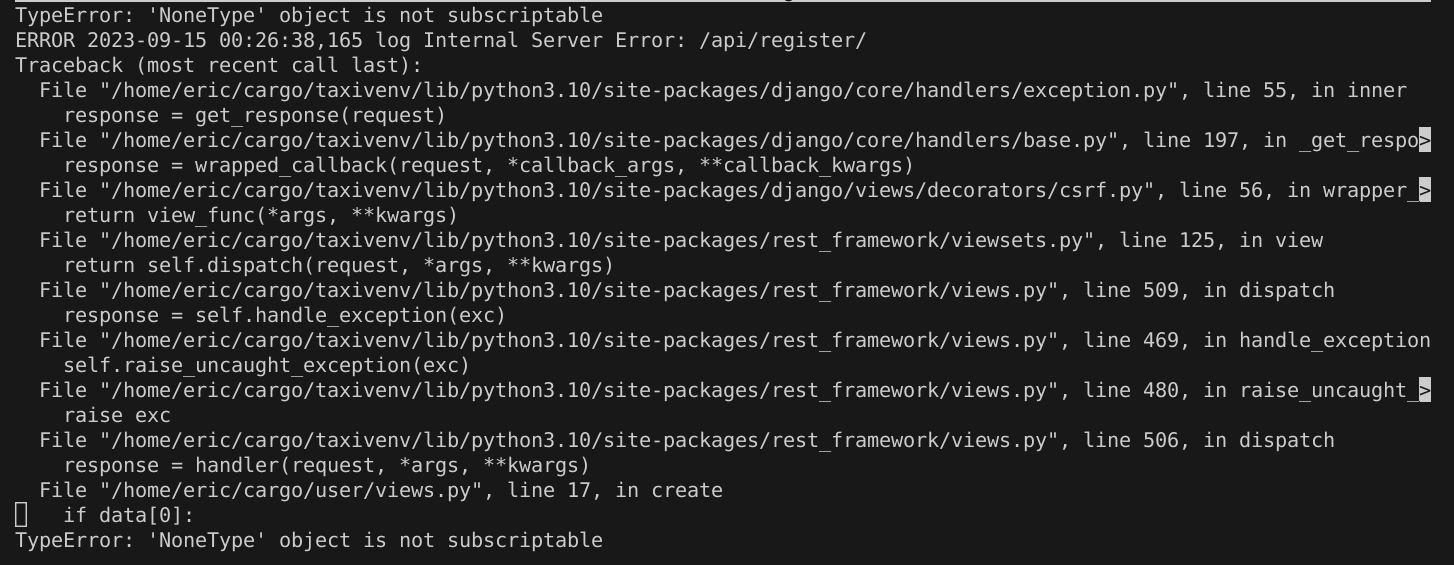 TypeError: 'NoneType' object is not subscriptable
ERROR 2023-09-15 00:26:38,165 log Internal Server Error: /api/register/
Traceback (most recent call last):
  File "/home/eric/cargo/taxivenv/lib/python3.10/site-packages/django/core/handlers/exception.py", line 55, in inner
    response = get_response(request)
  File "/home/eric/cargo/taxivenv/lib/python3.10/site-packages/django/core/handlers/base.py", line 197, in _get_respo>
    response = wrapped_callback(request, *callback_args, **callback_kwargs)
  File "/home/eric/cargo/taxivenv/lib/python3.10/site-packages/django/views/decorators/csrf.py", line 56, in wrapper_>
    return view_func(*args, **kwargs)
  File "/home/eric/cargo/taxivenv/lib/python3.10/site-packages/rest_framework/viewsets.py", line 125, in view
    return self.dispatch(request, *args, **kwargs)
  File "/home/eric/cargo/taxivenv/lib/python3.10/site-packages/rest_framework/views.py", line 509, in dispatch
    response = self.handle_exception(exc)
  File "/home/eric/cargo/taxivenv/lib/python3.10/site-packages/rest_framework/views.py", line 469, in handle_exception
    self.raise_uncaught_exception(exc)
  File "/home/eric/cargo/taxivenv/lib/python3.10/site-packages/rest_framework/views.py", line 480, in raise_uncaught_>
    raise exc
  File "/home/eric/cargo/taxivenv/lib/python3.10/site-packages/rest_framework/views.py", line 506, in dispatch
    response = handler(request, *args, **kwargs)
  File "/home/eric/cargo/user/views.py", line 17, in create
    if data[0]:
TypeError: 'NoneType' object is not subscriptable